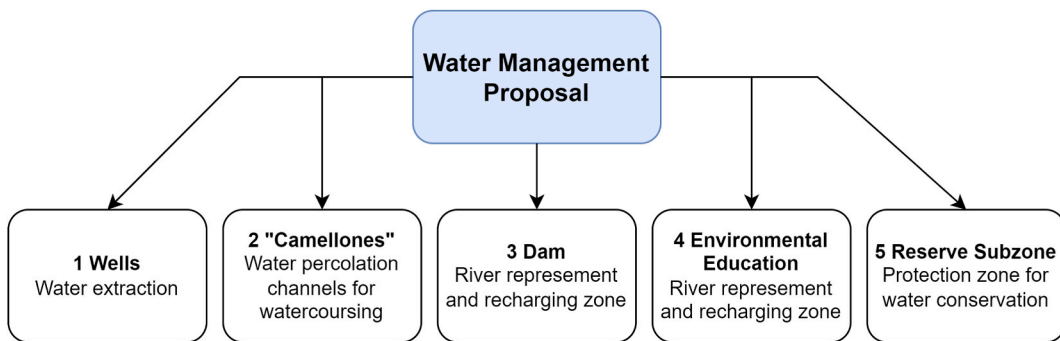 Water Management
Proposal
1 Wells
Water extraction
2 "Camellones"
Water percolation
channels for
watercoursing
3 Dam
River represement
and recharging zone
4 Environmental
Education
River represement
and recharging zone
5 Reserve Subzone
Protection zone for
water conservation